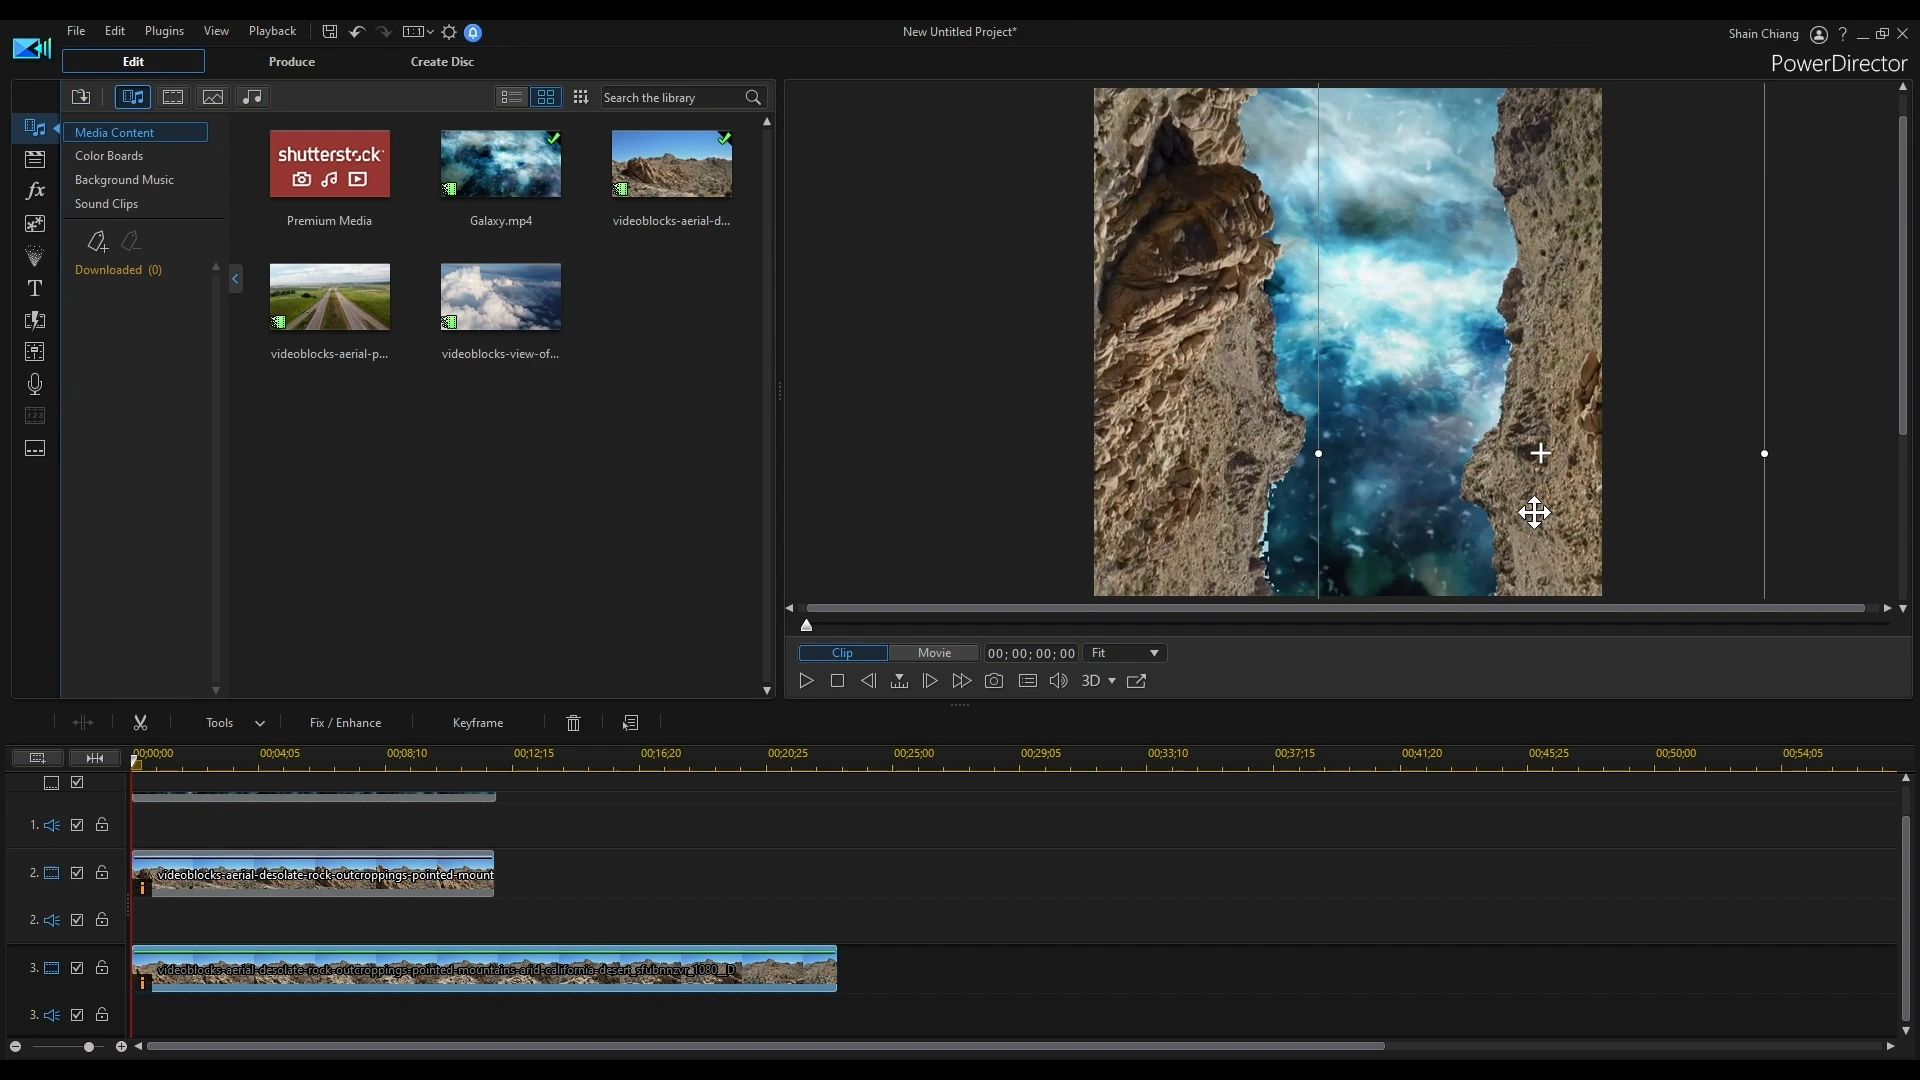 File Edit Plugins View Playback
New Untitled Project*
Shain Chiang
?
Edit Produce Create Disc
PowerDirector
Search the library
Media Content
Color Boards
Background Music
Sound Clips
Downloaded (0)
shutterstock
Premium Media
Galaxy.mp4
videoblocks-aerial-d...
videoblocks-aerial-p...
videoblocks-view-of...
fx
T
Clip Movie 00; 00; 00; 00 Fit
3D
Tools Fix / Enhance Keyframe
00;00;00 00;04;05 00;08;10 00;12;15 00;16;20 00;20;25 00;25;00 00;29;05 00;33;10 00;37;15 00;41;20 00;45;25 00;50;00 00;54;05
1.
2. videoblocks-aerial-desolate-rock-outcroppings-pointed-mount
2.
3. videoblocks-aerial-desolate-rock-outcroppings-pointed-mountains-arid-california-desert_sfubnnzvr_1080__D
3.